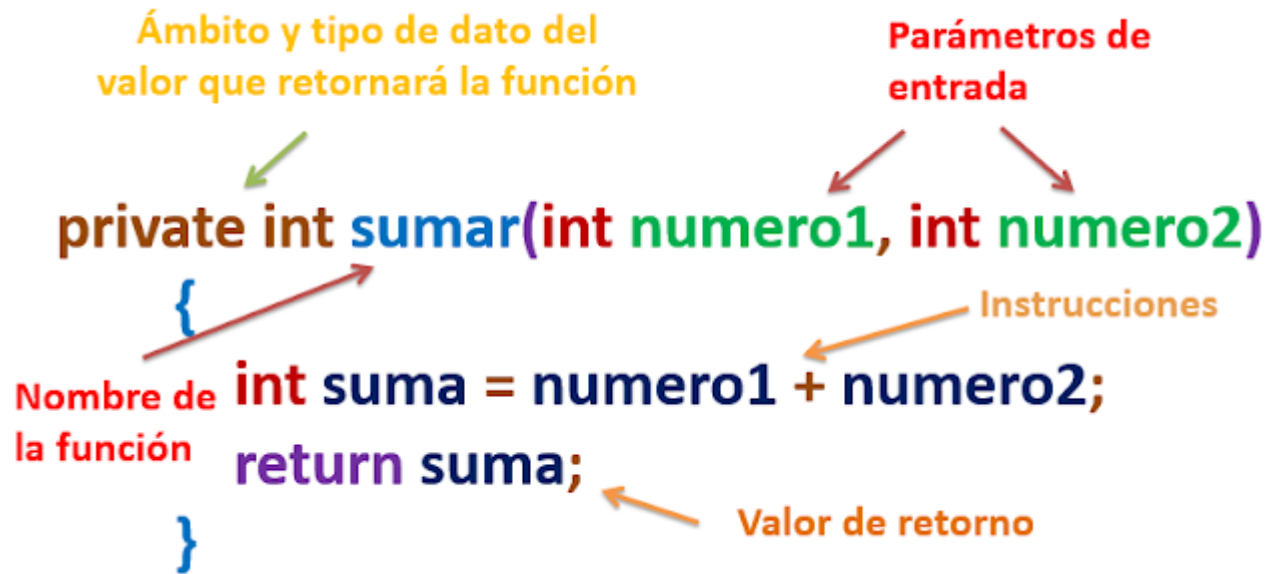 Ámbito y tipo de dato del
valor que retornará la función
Parámetros de
entrada
private int sumar(int numero1, int numero2)
{
Instrucciones
Nombre de
la función
int suma = numero1 + numero2;
return suma;
Valor de retorno
}